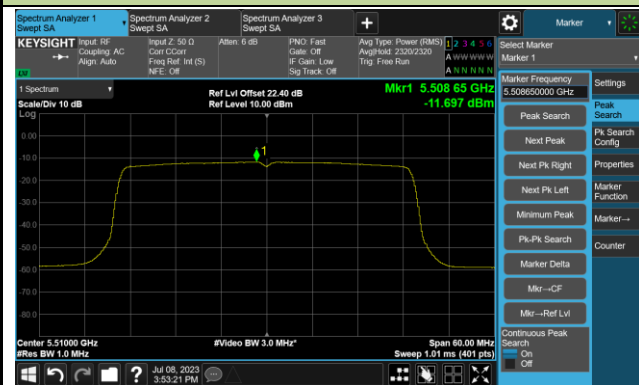 Spectrum Analyzer 1
Swept SA
Spectrum Analyzer 2
Swept SA
Spectrum Analyzer 3
Swept SA
+
Marker
KEYSIGHT
Input: RF
Coupling: AC
Align: Auto
Input Z: 50 Ω
Corr CCorr
Freq Ref: Int (S)
NFE: Off
Atten: 6 dB
PNO: Fast
Gate: Off
IF Gain: Low
Sig Track: Off
Avg Type: Power (RMS)
Avg|Hold: 2320/2320
Trig: Free Run
1 2 3 4 5 6
A W W W W W
A N N N N N
LXI
Select Marker
Marker 1
1 Spectrum
Scale/Div 10 dB
Log
Ref Lvl Offset 22.40 dB
Ref Level 10.00 dBm
Mkr1 5.508 65 GHz
-11.697 dBm
0.00
-10.0
-20.0
-30.0
-40.0
-50.0
-60.0
-70.0
-80.0
1
Center 5.51000 GHz
#Res BW 1.0 MHz
#Video BW 3.0 MHz*
Span 60.00 MHz
Sweep 1.01 ms (401 pts)
Marker Frequency
5.508650000 GHz
Peak Search
Next Peak
Next Pk Right
Next Pk Left
Minimum Peak
Pk-Pk Search
Marker Delta
Mkr→CF
Mkr→Ref Lvl
Continuous Peak
Search
On
Off
Settings
Peak
Search
Pk Search
Config
Properties
Marker
Function
Marker→
Counter
?
Jul 08, 2023
3:53:21 PM